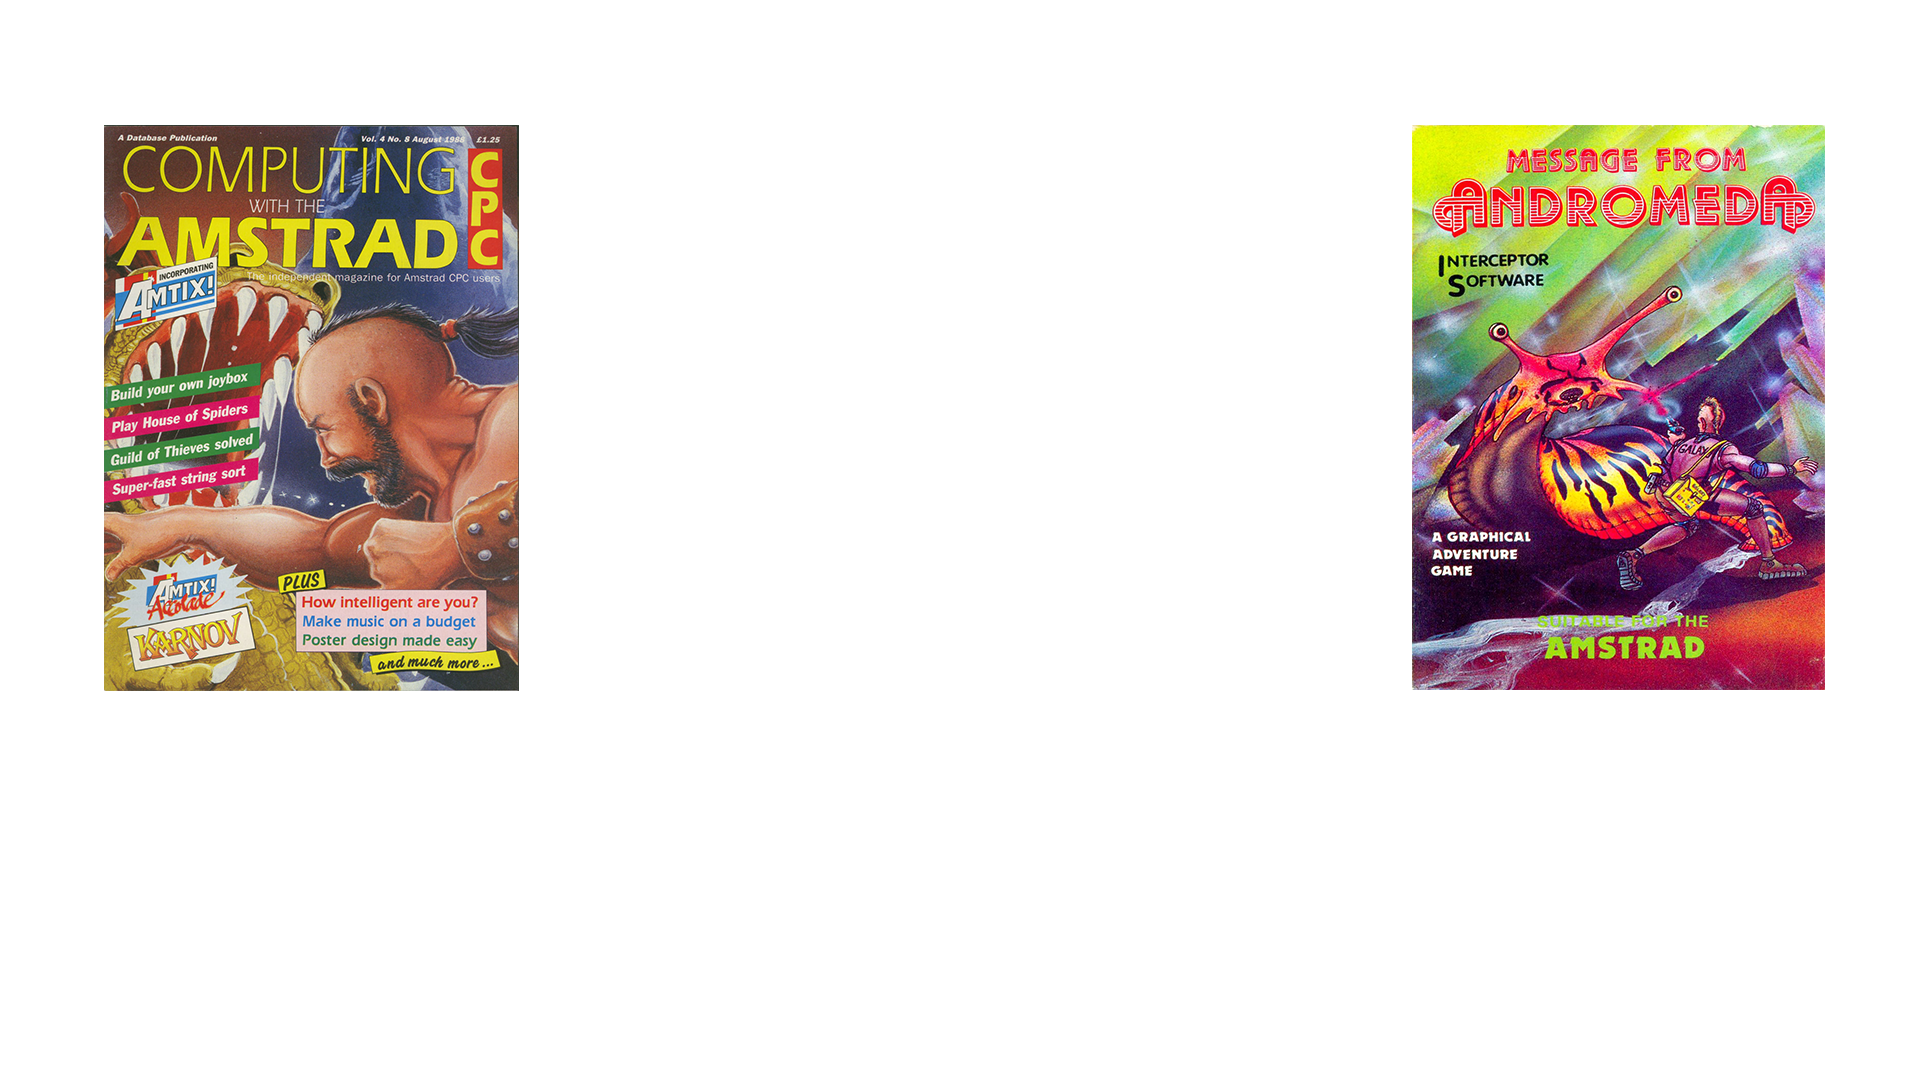 A Database Publication
Vol. 4 No. 8 August 1988 £1.25
COMPUTING
WITH THE
AMSTRAD
CPC
The independent magazine for Amstrad CPC users
INCORPORATING
AMTIX!
Build your own joybox
Play House of Spiders
Guild of Thieves solved
Super-fast string sort
AMTIX!
Accolade
KARNOV
PLUS
How intelligent are you?
Make music on a budget
Poster design made easy
and much more...
MESSAGE FROM
ANDROMEDA
INTERCEPTOR
SOFTWARE
GALAX
A GRAPHICAL
ADVENTURE
GAME
SUITABLE FOR THE
AMSTRAD